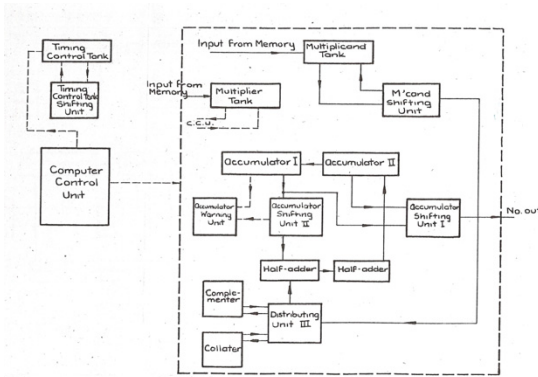 Timing
Control Tank
Timing
Control Tank
Shifting
Unit
Computer
Control
Unit
Input from Memory
Multiplicand
Tank
Input from
Memory
Multiplier
Tank
c.c.u.
M'cand
Shifting
Unit
Accumulator I
Accumulator II
Accumulator
Warning
Unit
Accumulator
Shifting
Unit II
Accumulator
Shifting
Unit I
No. out
Half-adder
Half-adder
Comple-
menter
Distributing
Unit III
Collater